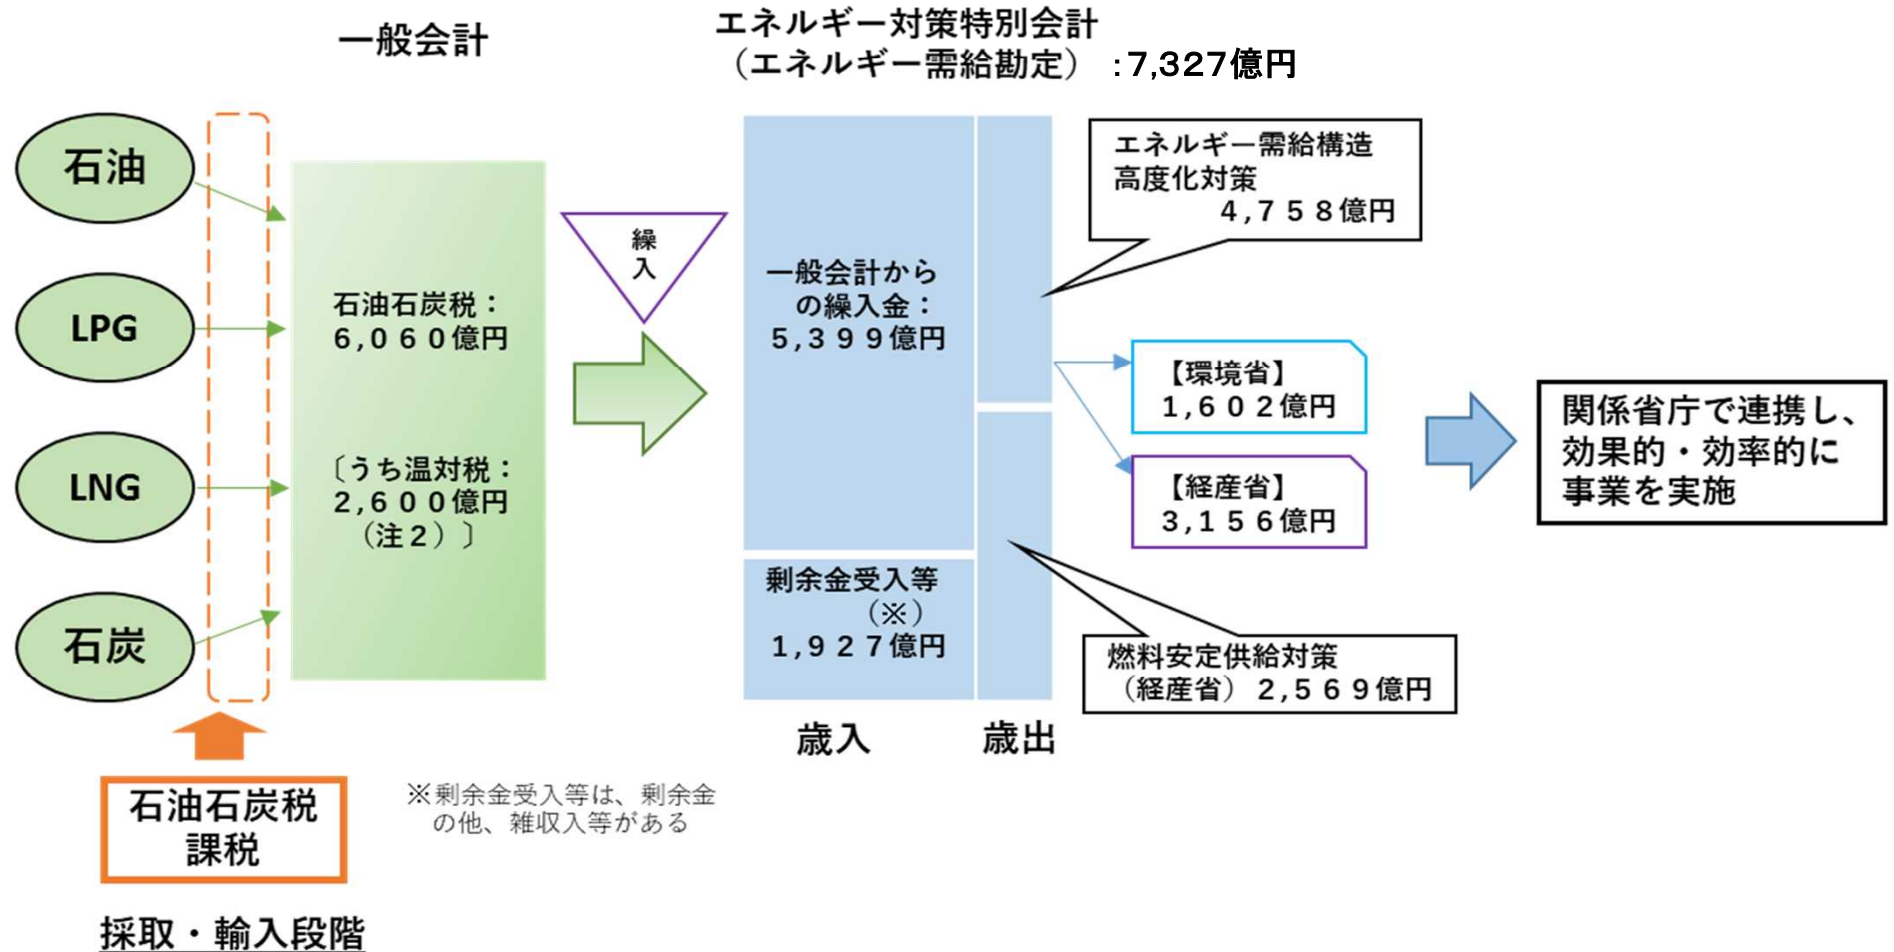 一般会計
エネルギー対策特別会計
（エネルギー需給勘定）：7,327億円
石油
LPG
LNG
石炭
石油石炭税：
6,060億円
〔うち温対税：
2,600億円
（注２）〕
繰
入
一般会計から
の繰入金：
5,399億円
剰余金受入等
（※）
1,927億円
歳入
歳出
エネルギー需給構造
高度化対策
4,758億円
【環境省】
1,602億円
【経産省】
3,156億円
燃料安定供給対策
（経産省）2,569億円
関係省庁で連携し、
効果的・効率的に
事業を実施
石油石炭税
課税
採取・輸入段階
※剰余金受入等は、剰余金
の他、雑収入等がある